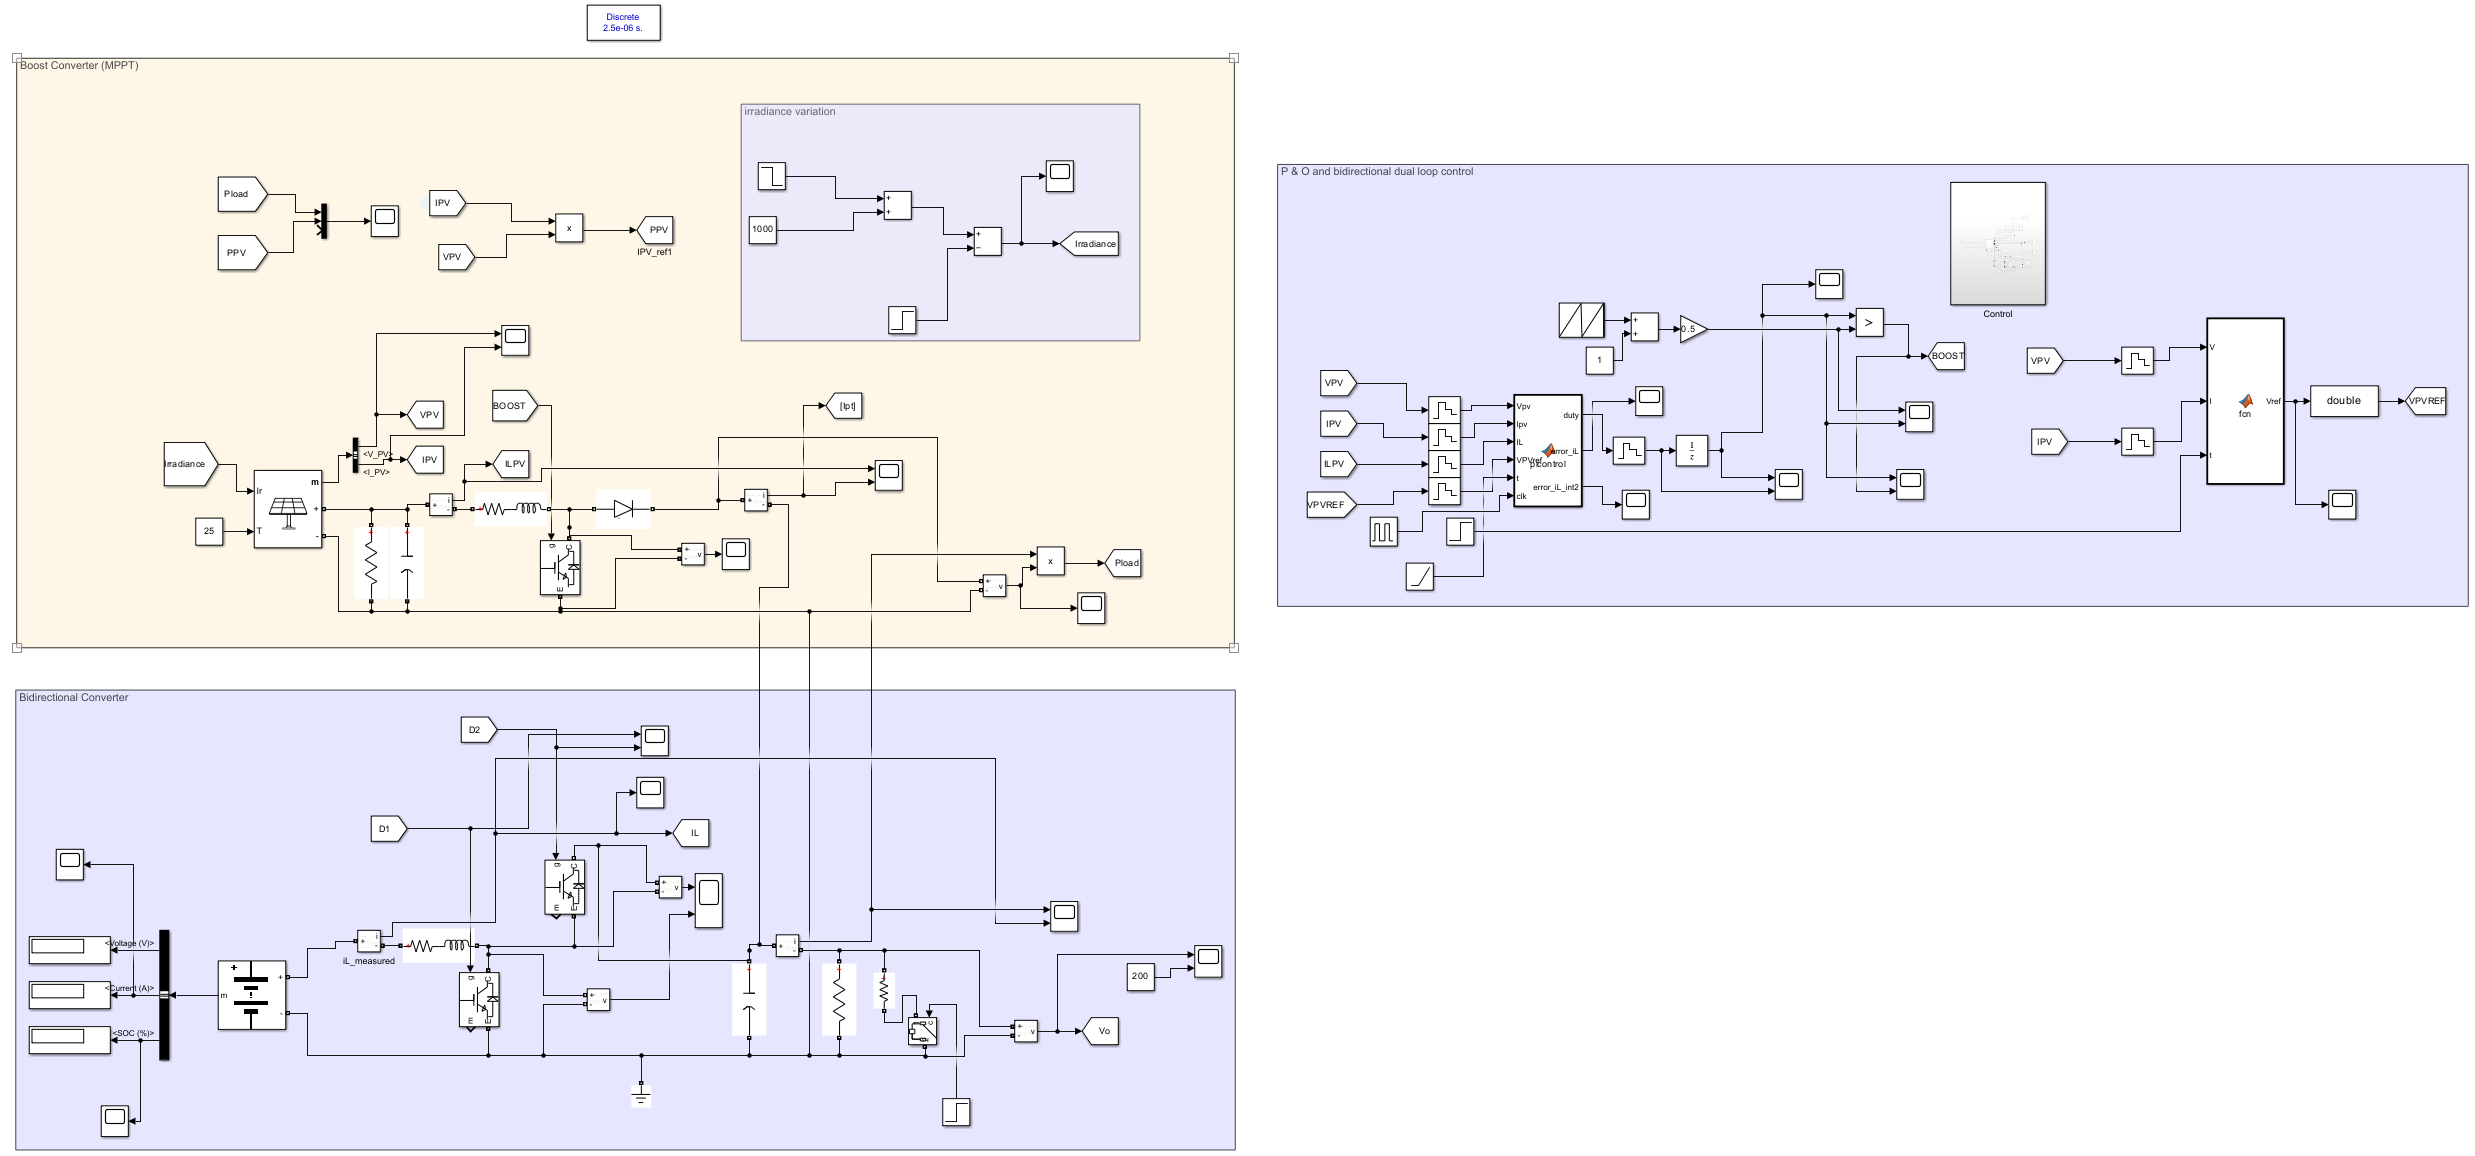 Discrete
2.5e-06 s.
Boost Converter (MPPT)
irradiance variation
Pload
PPV
IPV
VPV
x
PPV
IPV_ref1
1000
+
+
+
−
Irradiance
BOOST
[Ipt]
VPV
IPV
<V_PV>
<I_PV>
ILPV
Irradiance
25
Ir
T
m
+
-
+
i
-
+
i
-
g
C
E
+
-
v
+
-
v
x
Pload
P & O and bidirectional dual loop control
Control
+
+
1
0.5
>
BOOST
VPV
IPV
ILPV
VPVREF
Vpv
Ipv
IL
VPVref
t
clk
duty
error_iL
picontrol
error_iL_int2
1
z
VPV
IPV
V
I
t
fcn
Vref
double
VPVREF
Bidirectional Converter
D2
D1
IL
g
C
m
E
+
-
v
<Voltage (V)>
<Current (A)>
<SOC (%)>
m
+
-
+
i
-
iL_measured
g
C
m
E
+
-
v
+
i
-
c
+
-
v
200
Vo